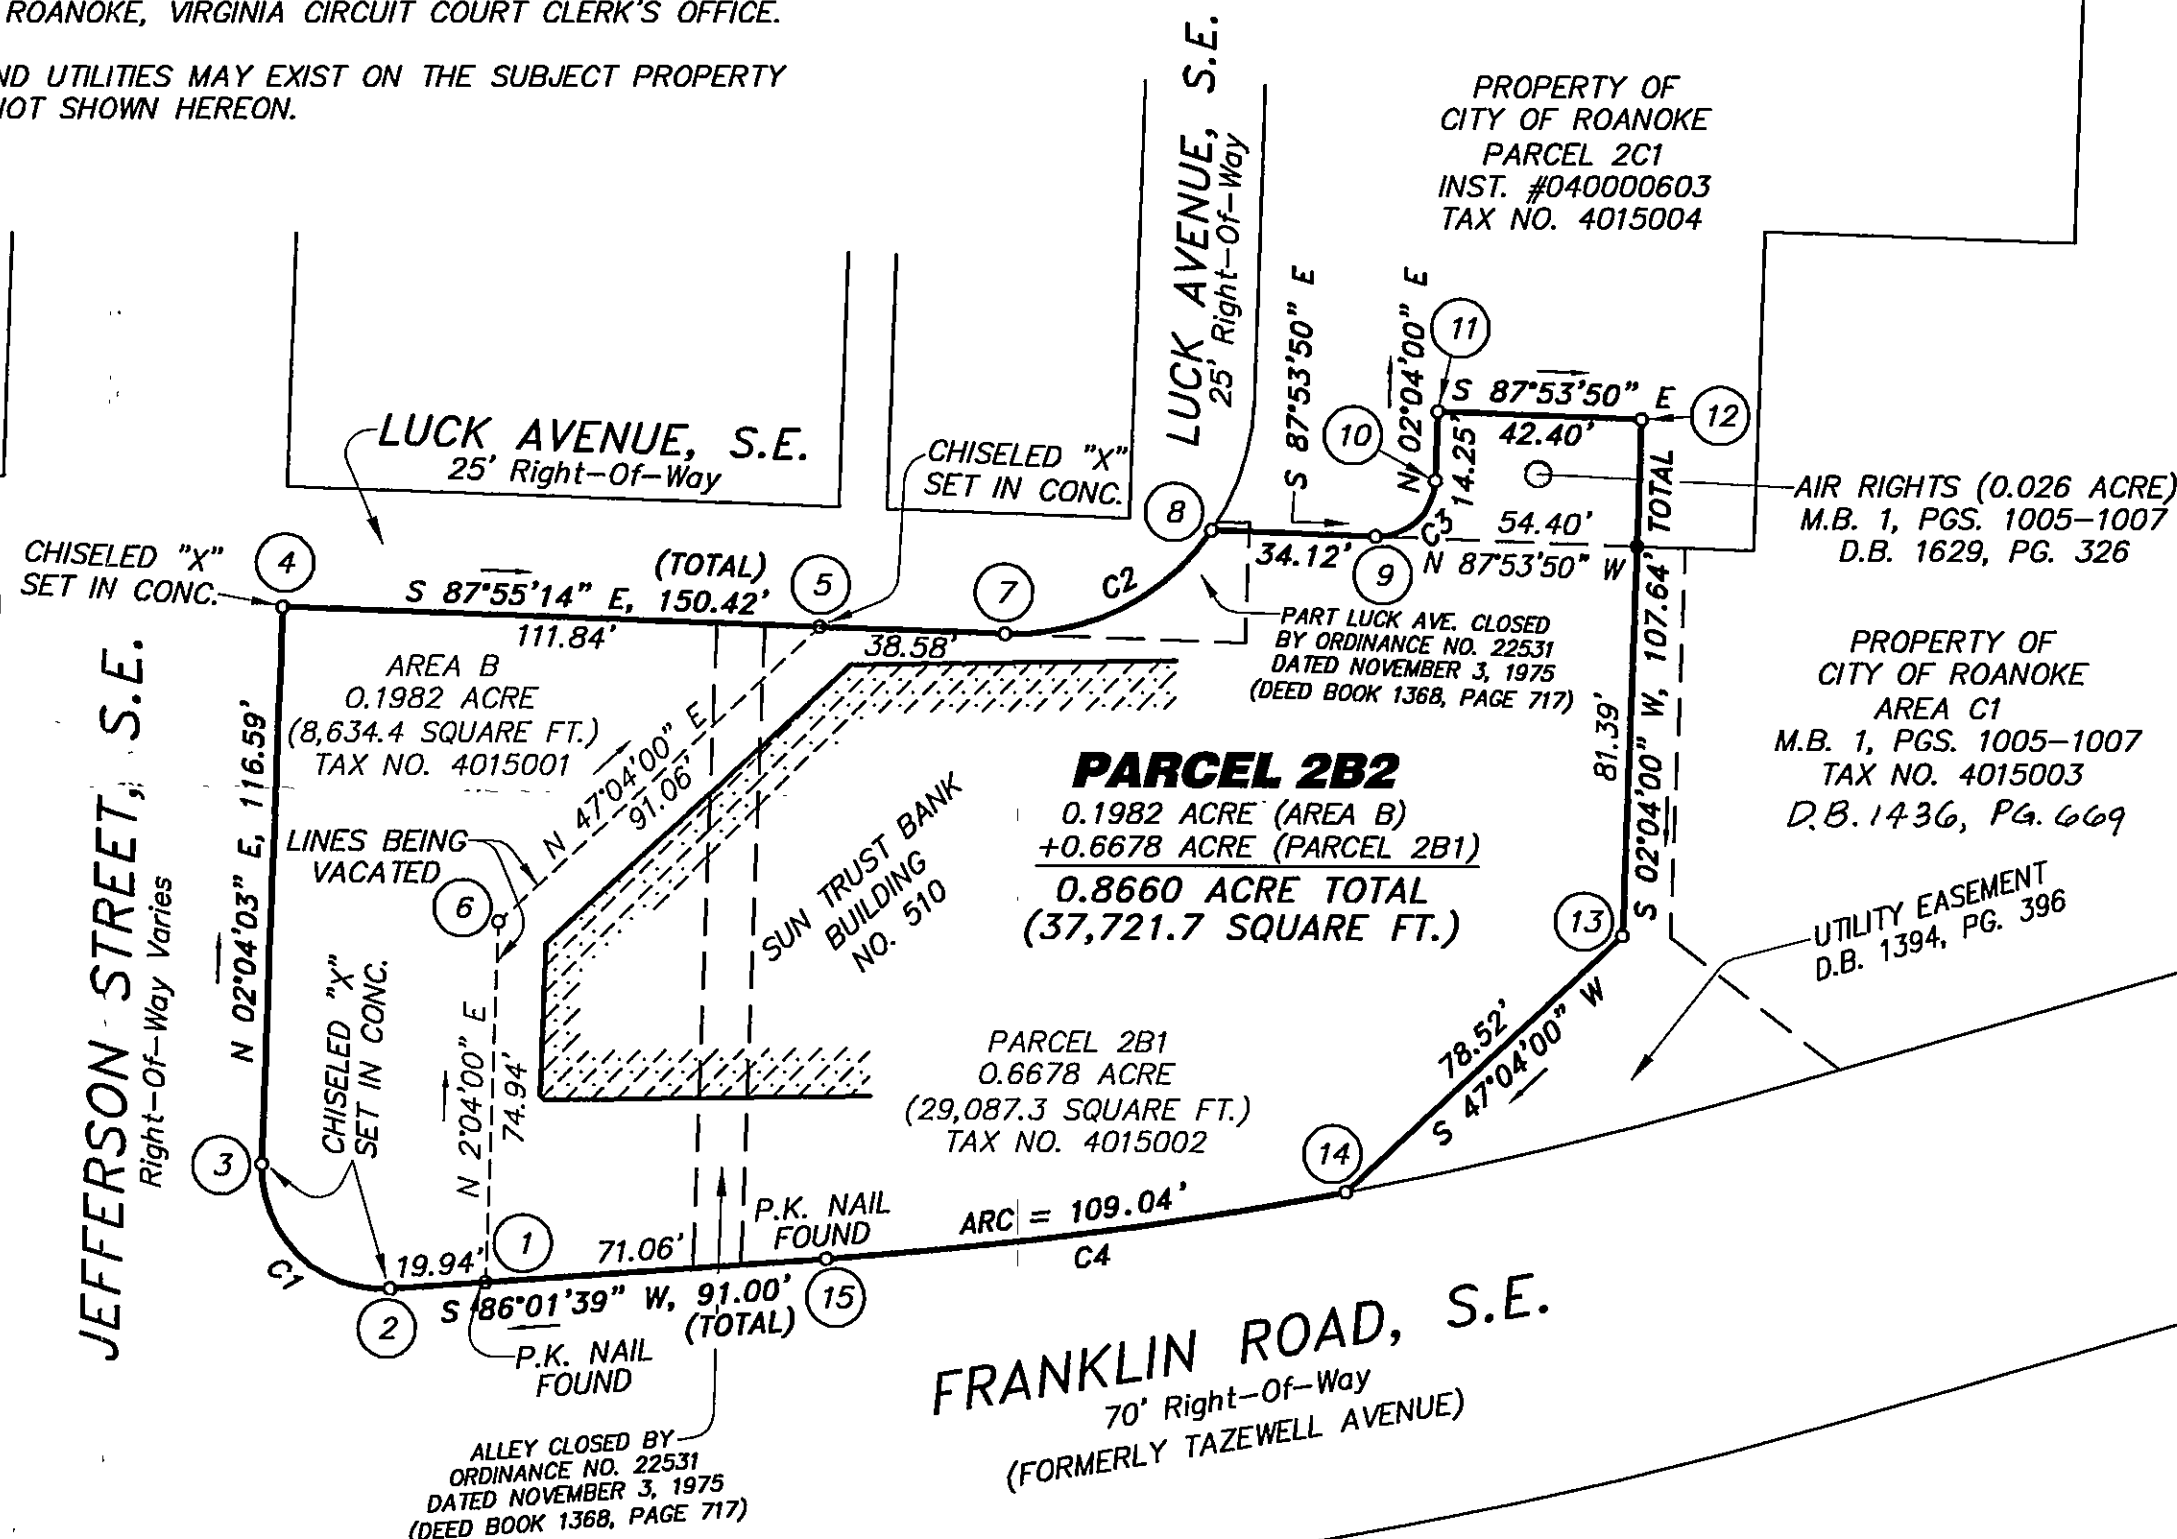 ROANOKE, VIRGINIA CIRCUIT COURT CLERK'S OFFICE.
ND UTILITIES MAY EXIST ON THE SUBJECT PROPERTY
NOT SHOWN HEREON.
LUCK AVENUE, S.E.
25' Right-Of-Way
PROPERTY OF
CITY OF ROANOKE
PARCEL 2C1
INST. #040000603
TAX NO. 4015004
LUCK AVENUE, S.E.
25' Right-Of-Way
CHISELED "X"
SET IN CONC.
CHISELED "X"
SET IN CONC.
4
S 87°55'14" E, 150.42'
(TOTAL)
111.84'
5
38.58'
7
C2
8
S 87°53'50" E
34.12'
9
C3
10
N 02°04'00" E
14.25'
11
S 87°53'50" E
42.40'
12
54.40'
N 87°53'50" W
AIR RIGHTS (0.026 ACRE)
M.B. 1, PGS. 1005-1007
D.B. 1629, PG. 326
PART LUCK AVE. CLOSED
BY ORDINANCE NO. 22531
DATED NOVEMBER 3, 1975
(DEED BOOK 1368, PAGE 717)
S 02°04'00" W, 107.64' TOTAL
81.39'
PROPERTY OF
CITY OF ROANOKE
AREA C1
M.B. 1, PGS. 1005-1007
TAX NO. 4015003
D.B. 1436, PG. 669
AREA B
0.1982 ACRE
(8,634.4 SQUARE FT.)
TAX NO. 4015001
N 47°04'00" E
91.06'
LINES BEING
VACATED
6
JEFFERSON STREET, S.E.
Right-Of-Way Varies
N 02°04'03" E, 116.59'
SUN TRUST BANK
BUILDING
NO. 510
PARCEL 2B2
0.1982 ACRE (AREA B)
+0.6678 ACRE (PARCEL 2B1)
0.8660 ACRE TOTAL
(37,721.7 SQUARE FT.)
13
UTILITY EASEMENT
D.B. 1394, PG. 396
78.52'
S 47°04'00" W
CHISELED "X"
SET IN CONC.
N 2°04'00" E
74.94'
PARCEL 2B1
0.6678 ACRE
(29,087.3 SQUARE FT.)
TAX NO. 4015002
14
3
C1
2
19.94'
1
71.06'
S 86°01'39" W, 91.00'
(TOTAL)
P.K. NAIL
FOUND
15
ARC = 109.04'
C4
P.K. NAIL
FOUND
FRANKLIN ROAD, S.E.
70' Right-Of-Way
(FORMERLY TAZEWELL AVENUE)
ALLEY CLOSED BY
ORDINANCE NO. 22531
DATED NOVEMBER 3, 1975
(DEED BOOK 1368, PAGE 717)